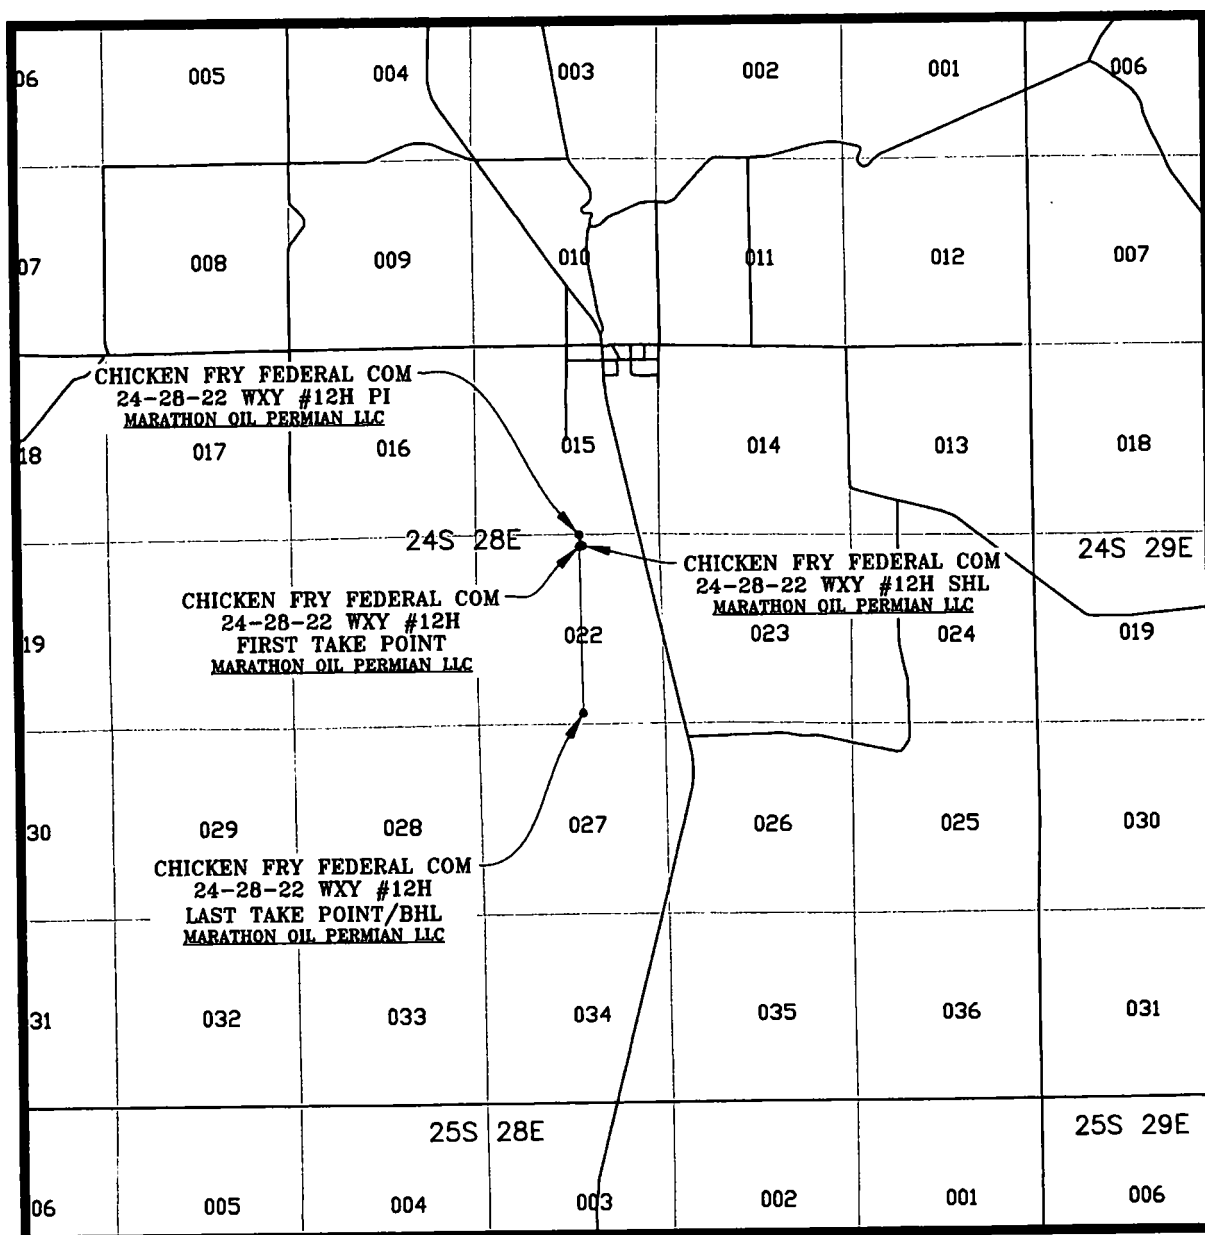 06 005 004 003 002 001 006
07 008 009 010 011 012 007
CHICKEN FRY FEDERAL COM
24-28-22 WXY #12H PI
MARATHON OIL PERMIAN LLC
18 017 016 015 014 013 018
24S 28E
24S 29E
CHICKEN FRY FEDERAL COM
24-28-22 WXY #12H SHL
MARATHON OIL PERMIAN LLC
CHICKEN FRY FEDERAL COM
24-28-22 WXY #12H
FIRST TAKE POINT
MARATHON OIL PERMIAN LLC
19 022 023 024 019
30 029 028 027 026 025 030
CHICKEN FRY FEDERAL COM
24-28-22 WXY #12H
LAST TAKE POINT/BHL
MARATHON OIL PERMIAN LLC
31 032 033 034 035 036 031
25S 28E
25S 29E
06 005 004 003 002 001 006